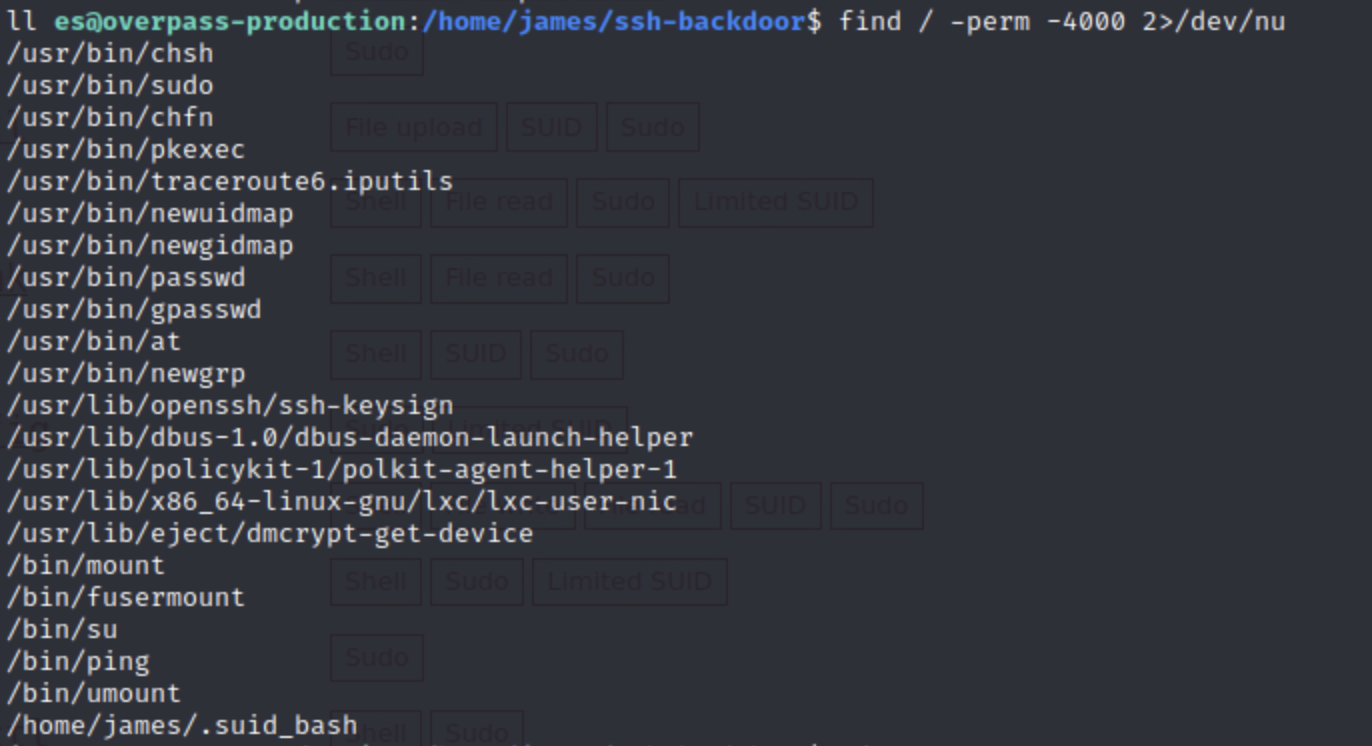 ll es@overpass-production:/home/james/ssh-backdoor$ find / -perm -4000 2>/dev/nu
/usr/bin/chsh
Sudo
/usr/bin/sudo
/usr/bin/chfn
File upload SUID Sudo
/usr/bin/pkexec
/usr/bin/traceroute6.iputils
Shell File read Sudo Limited SUID
/usr/bin/newuidmap
/usr/bin/newgidmap
/usr/bin/passwd
Shell File read Sudo
/usr/bin/gpasswd
/usr/bin/at
Shell SUID Sudo
/usr/bin/newgrp
/usr/lib/openssh/ssh-keysign
/usr/lib/dbus-1.0/dbus-daemon-launch-helper
Limited SUID
/usr/lib/policykit-1/polkit-agent-helper-1
/usr/lib/x86_64-linux-gnu/lxc/lxc-user-nic
SUID Sudo
/usr/lib/eject/dmcrypt-get-device
/bin/mount
Shell Sudo Limited SUID
/bin/fusermount
/bin/su
/bin/ping
Sudo
/bin/umount
/home/james/.suid_bash
Shell Sudo